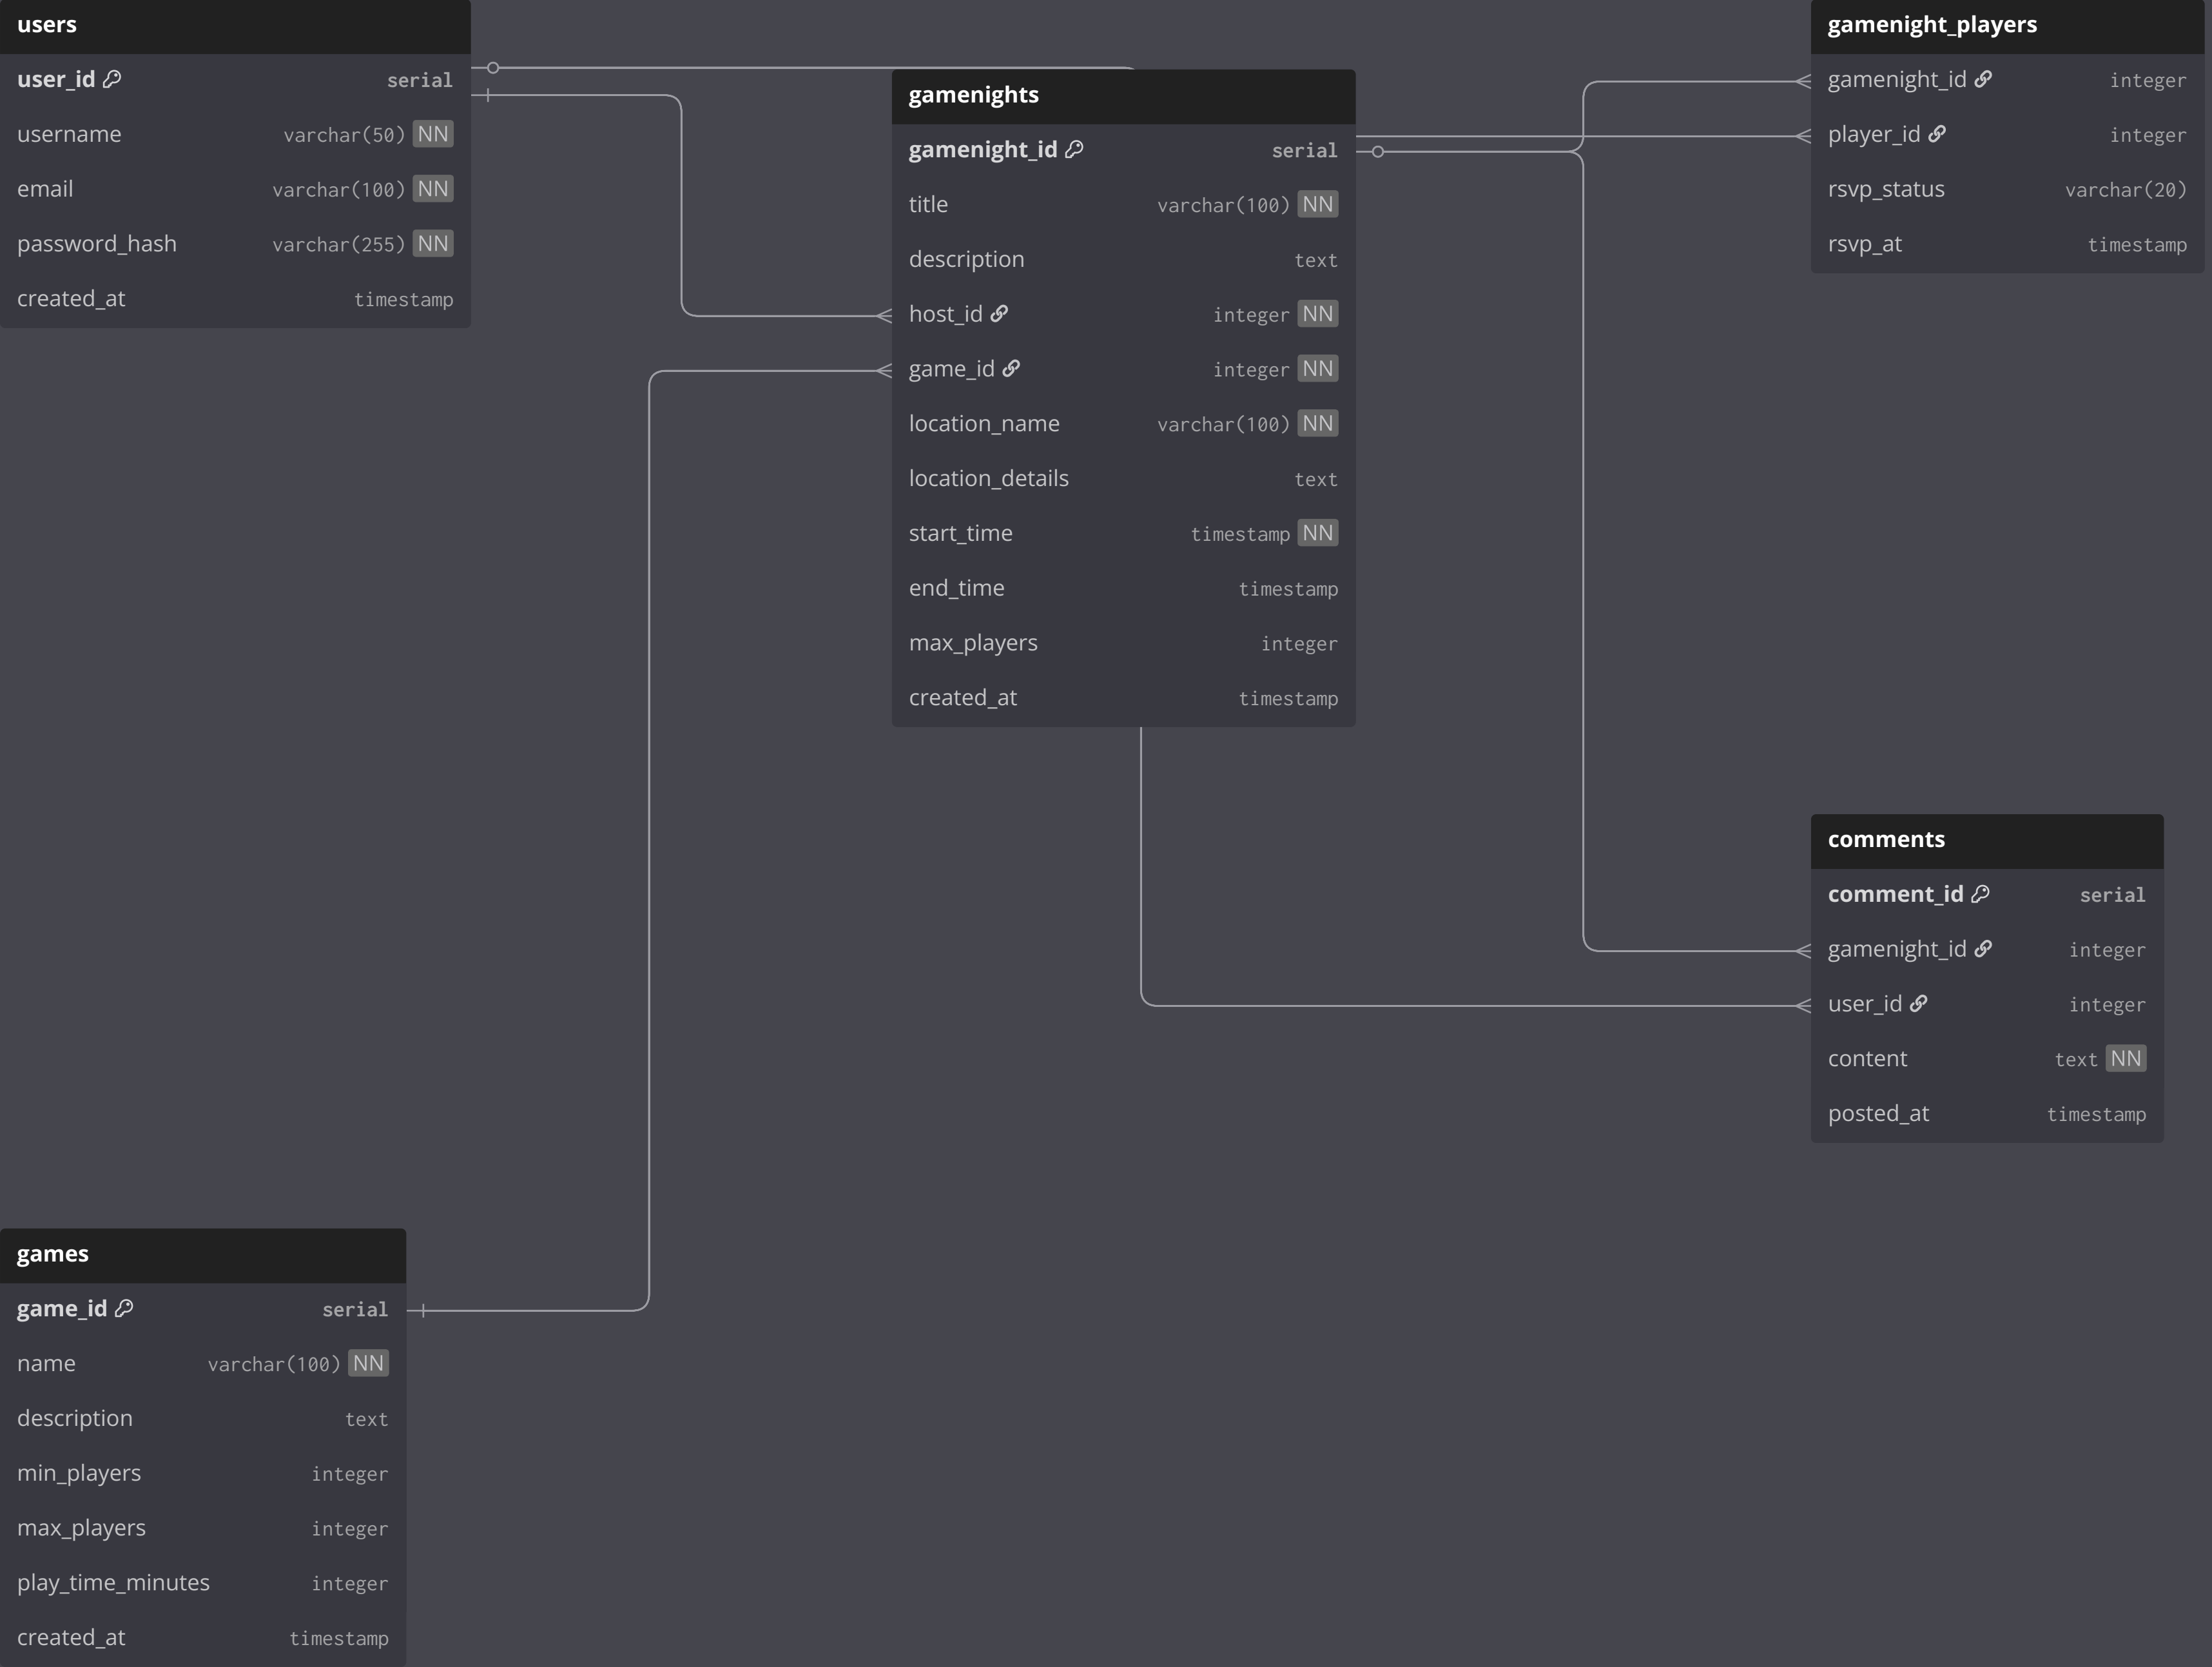 users
user_id serial
username varchar(50) NN
email varchar(100) NN
password_hash varchar(255) NN
created_at timestamp
gamenights
gamenight_id serial
title varchar(100) NN
description text
host_id integer NN
game_id integer NN
location_name varchar(100) NN
location_details text
start_time timestamp NN
end_time timestamp
max_players integer
created_at timestamp
gamenight_players
gamenight_id integer
player_id integer
rsvp_status varchar(20)
rsvp_at timestamp
comments
comment_id serial
gamenight_id integer
user_id integer
content text NN
posted_at timestamp
games
game_id serial
name varchar(100) NN
description text
min_players integer
max_players integer
play_time_minutes integer
created_at timestamp